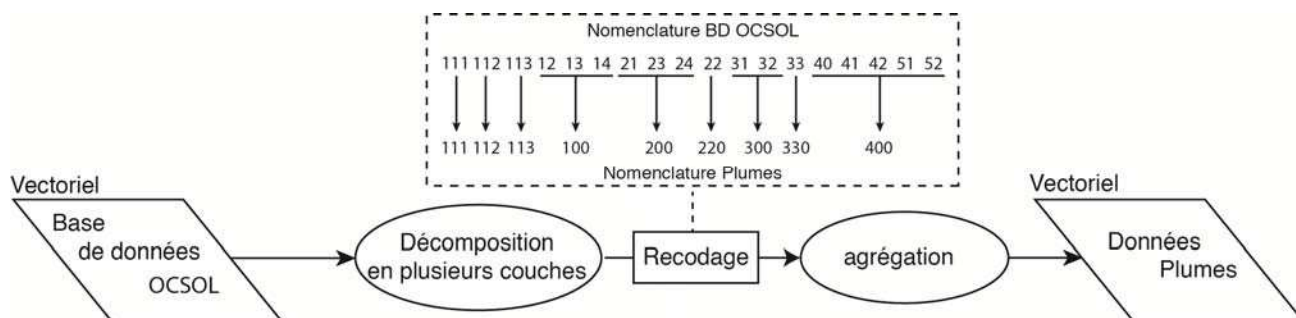 Nomenclature BD OCSOL
111 112 113 12 13 14 21 23 24 22 31 32 33 40 41 42 51 52
111 112 113 100 200 220 300 330 400
Nomenclature Plumes
Vectoriel
Base
de données
OCSOL
Décomposition
en plusieurs couches
Recodage
agrégation
Vectoriel
Données
Plumes